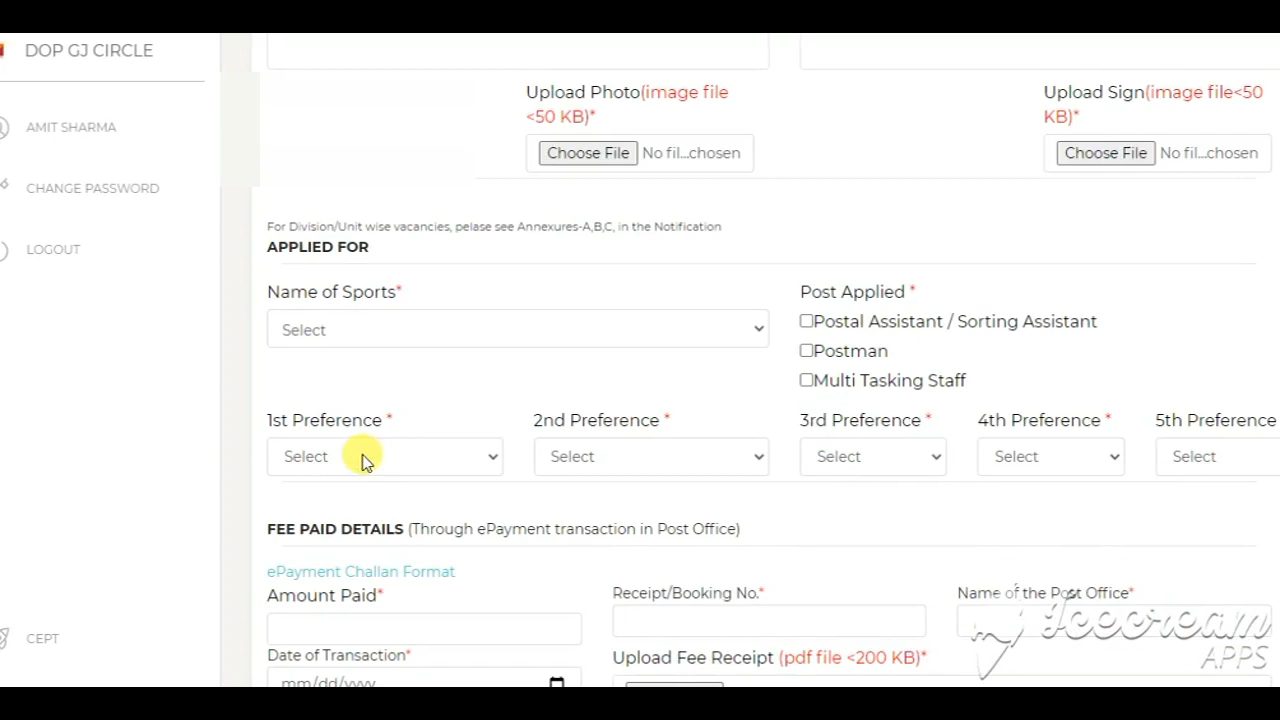 DOP GJ CIRCLE
AMIT SHARMA
CHANGE PASSWORD
LOGOUT
CEPT
Upload Photo(image file <50 KB)*
Choose File No fil...chosen
Upload Sign(image file<50 KB)*
Choose File No fil...chosen
For Division/Unit wise vacancies, pelase see Annexures-A,B,C, in the Notification
APPLIED FOR
Name of Sports*
Select
Post Applied *
Postal Assistant / Sorting Assistant
Postman
Multi Tasking Staff
1st Preference *
Select
2nd Preference *
Select
3rd Preference *
Select
4th Preference *
Select
5th Preference
Select
FEE PAID DETAILS (Through ePayment transaction in Post Office)
ePayment Challan Format
Amount Paid*
Receipt/Booking No.*
Name of the Post Office*
Date of Transaction*
mm/dd/yyyy
Upload Fee Receipt (pdf file <200 KB)*
Icecream
APPS